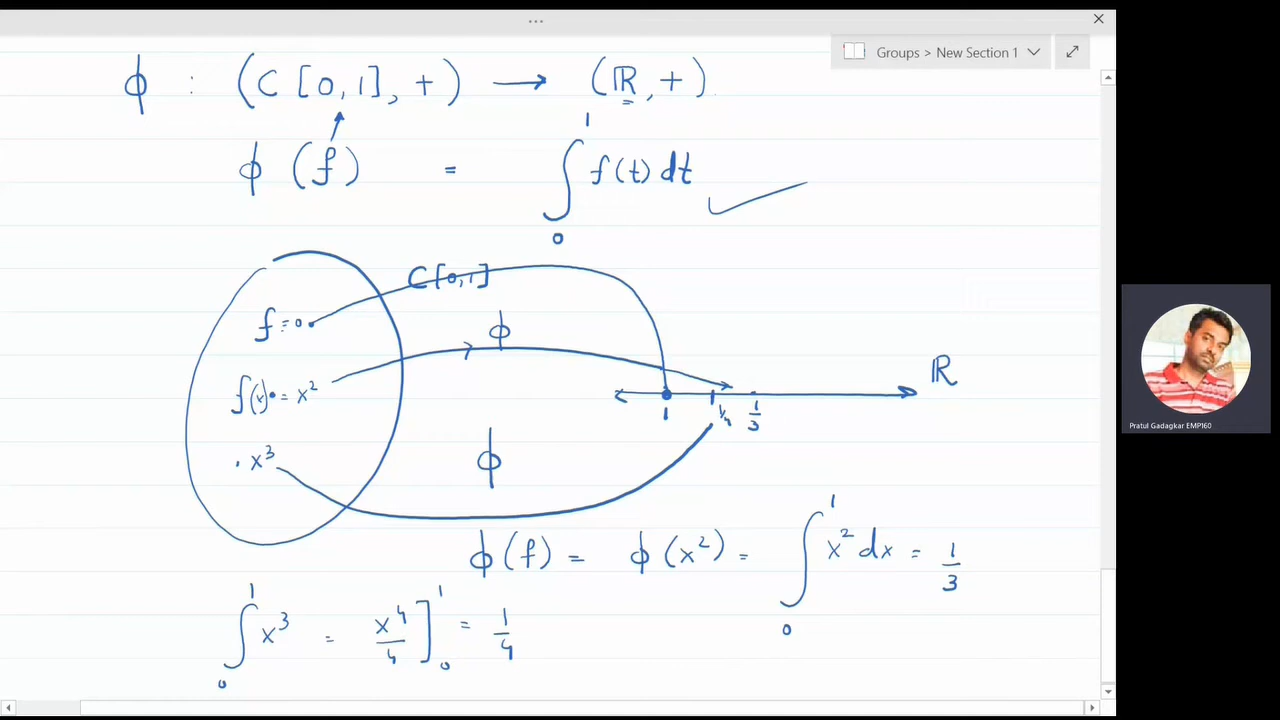 Groups > New Section 1
ϕ : (C [0,1], +) ⟶ (ℝ, +)
ϕ (f) = ∫₀¹ f(t) dt ✓
C[0,1]
f = 0
ϕ
f(x) = x²
ℝ
1 1/4 1/3
. x³
ϕ
ϕ(f) = ϕ(x²) = ∫₀¹ x² dx = 1/3
∫₀¹ x³ = x⁴/4 ]₀¹ = 1/4
Pratul Gadagkar EMP160